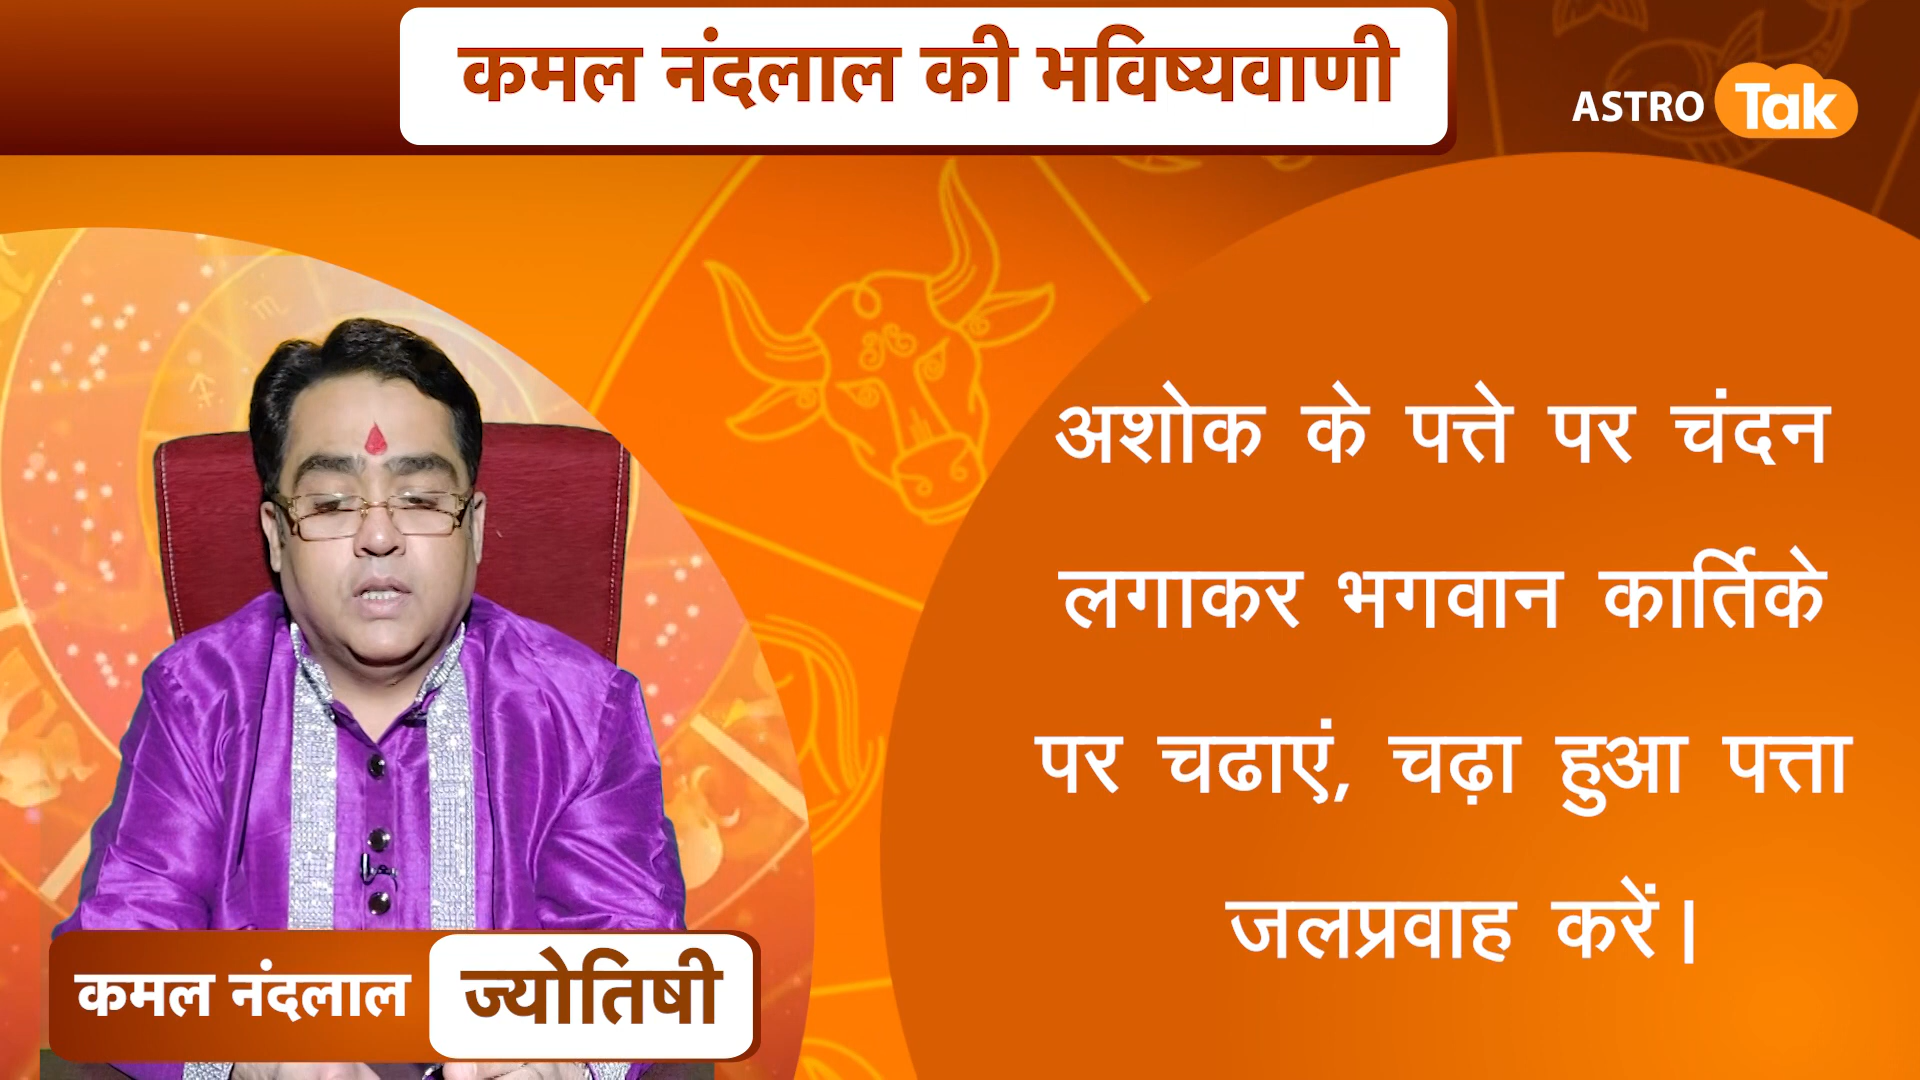 कमल नंदलाल की भविष्यवाणी
ASTRO Tak
अशोक के पत्ते पर चंदन
लगाकर भगवान कार्तिके
पर चढाएं, चढ़ा हुआ पत्ता
जलप्रवाह करें।
कमल नंदलाल ज्योतिषी